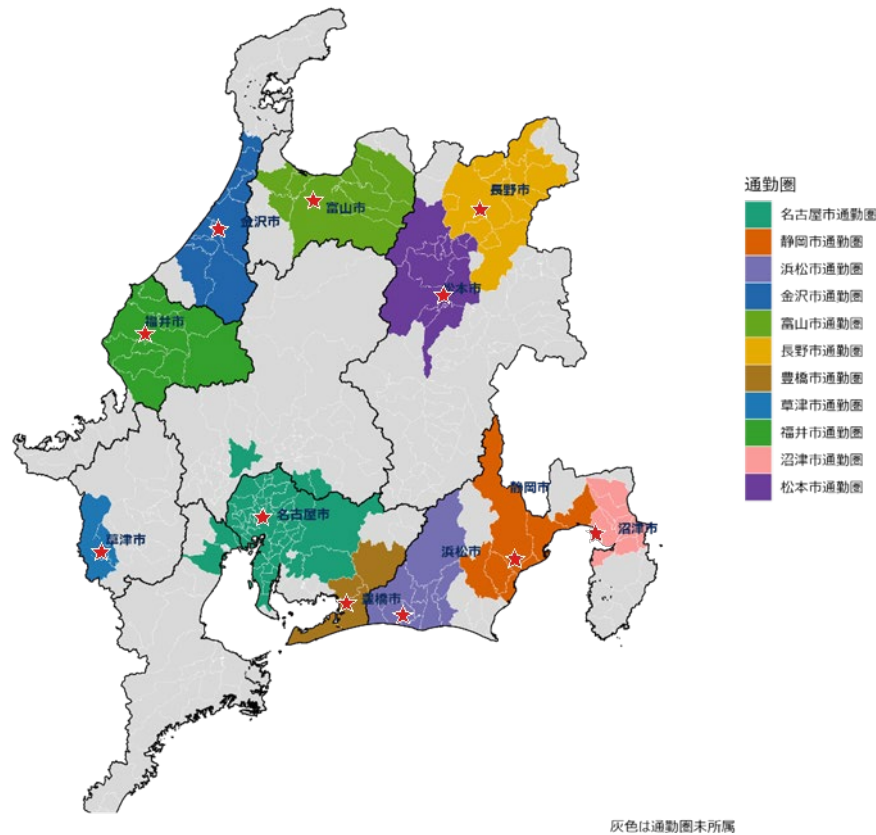 金沢市
富山市
長野市
松本市
福井市
静岡市
名古屋市
草津市
沼津市
浜松市
豊橋市
通勤圏
名古屋市通勤圏
静岡市通勤圏
浜松市通勤圏
金沢市通勤圏
富山市通勤圏
長野市通勤圏
豊橋市通勤圏
草津市通勤圏
福井市通勤圏
沼津市通勤圏
松本市通勤圏
灰色は通勤圏未所属